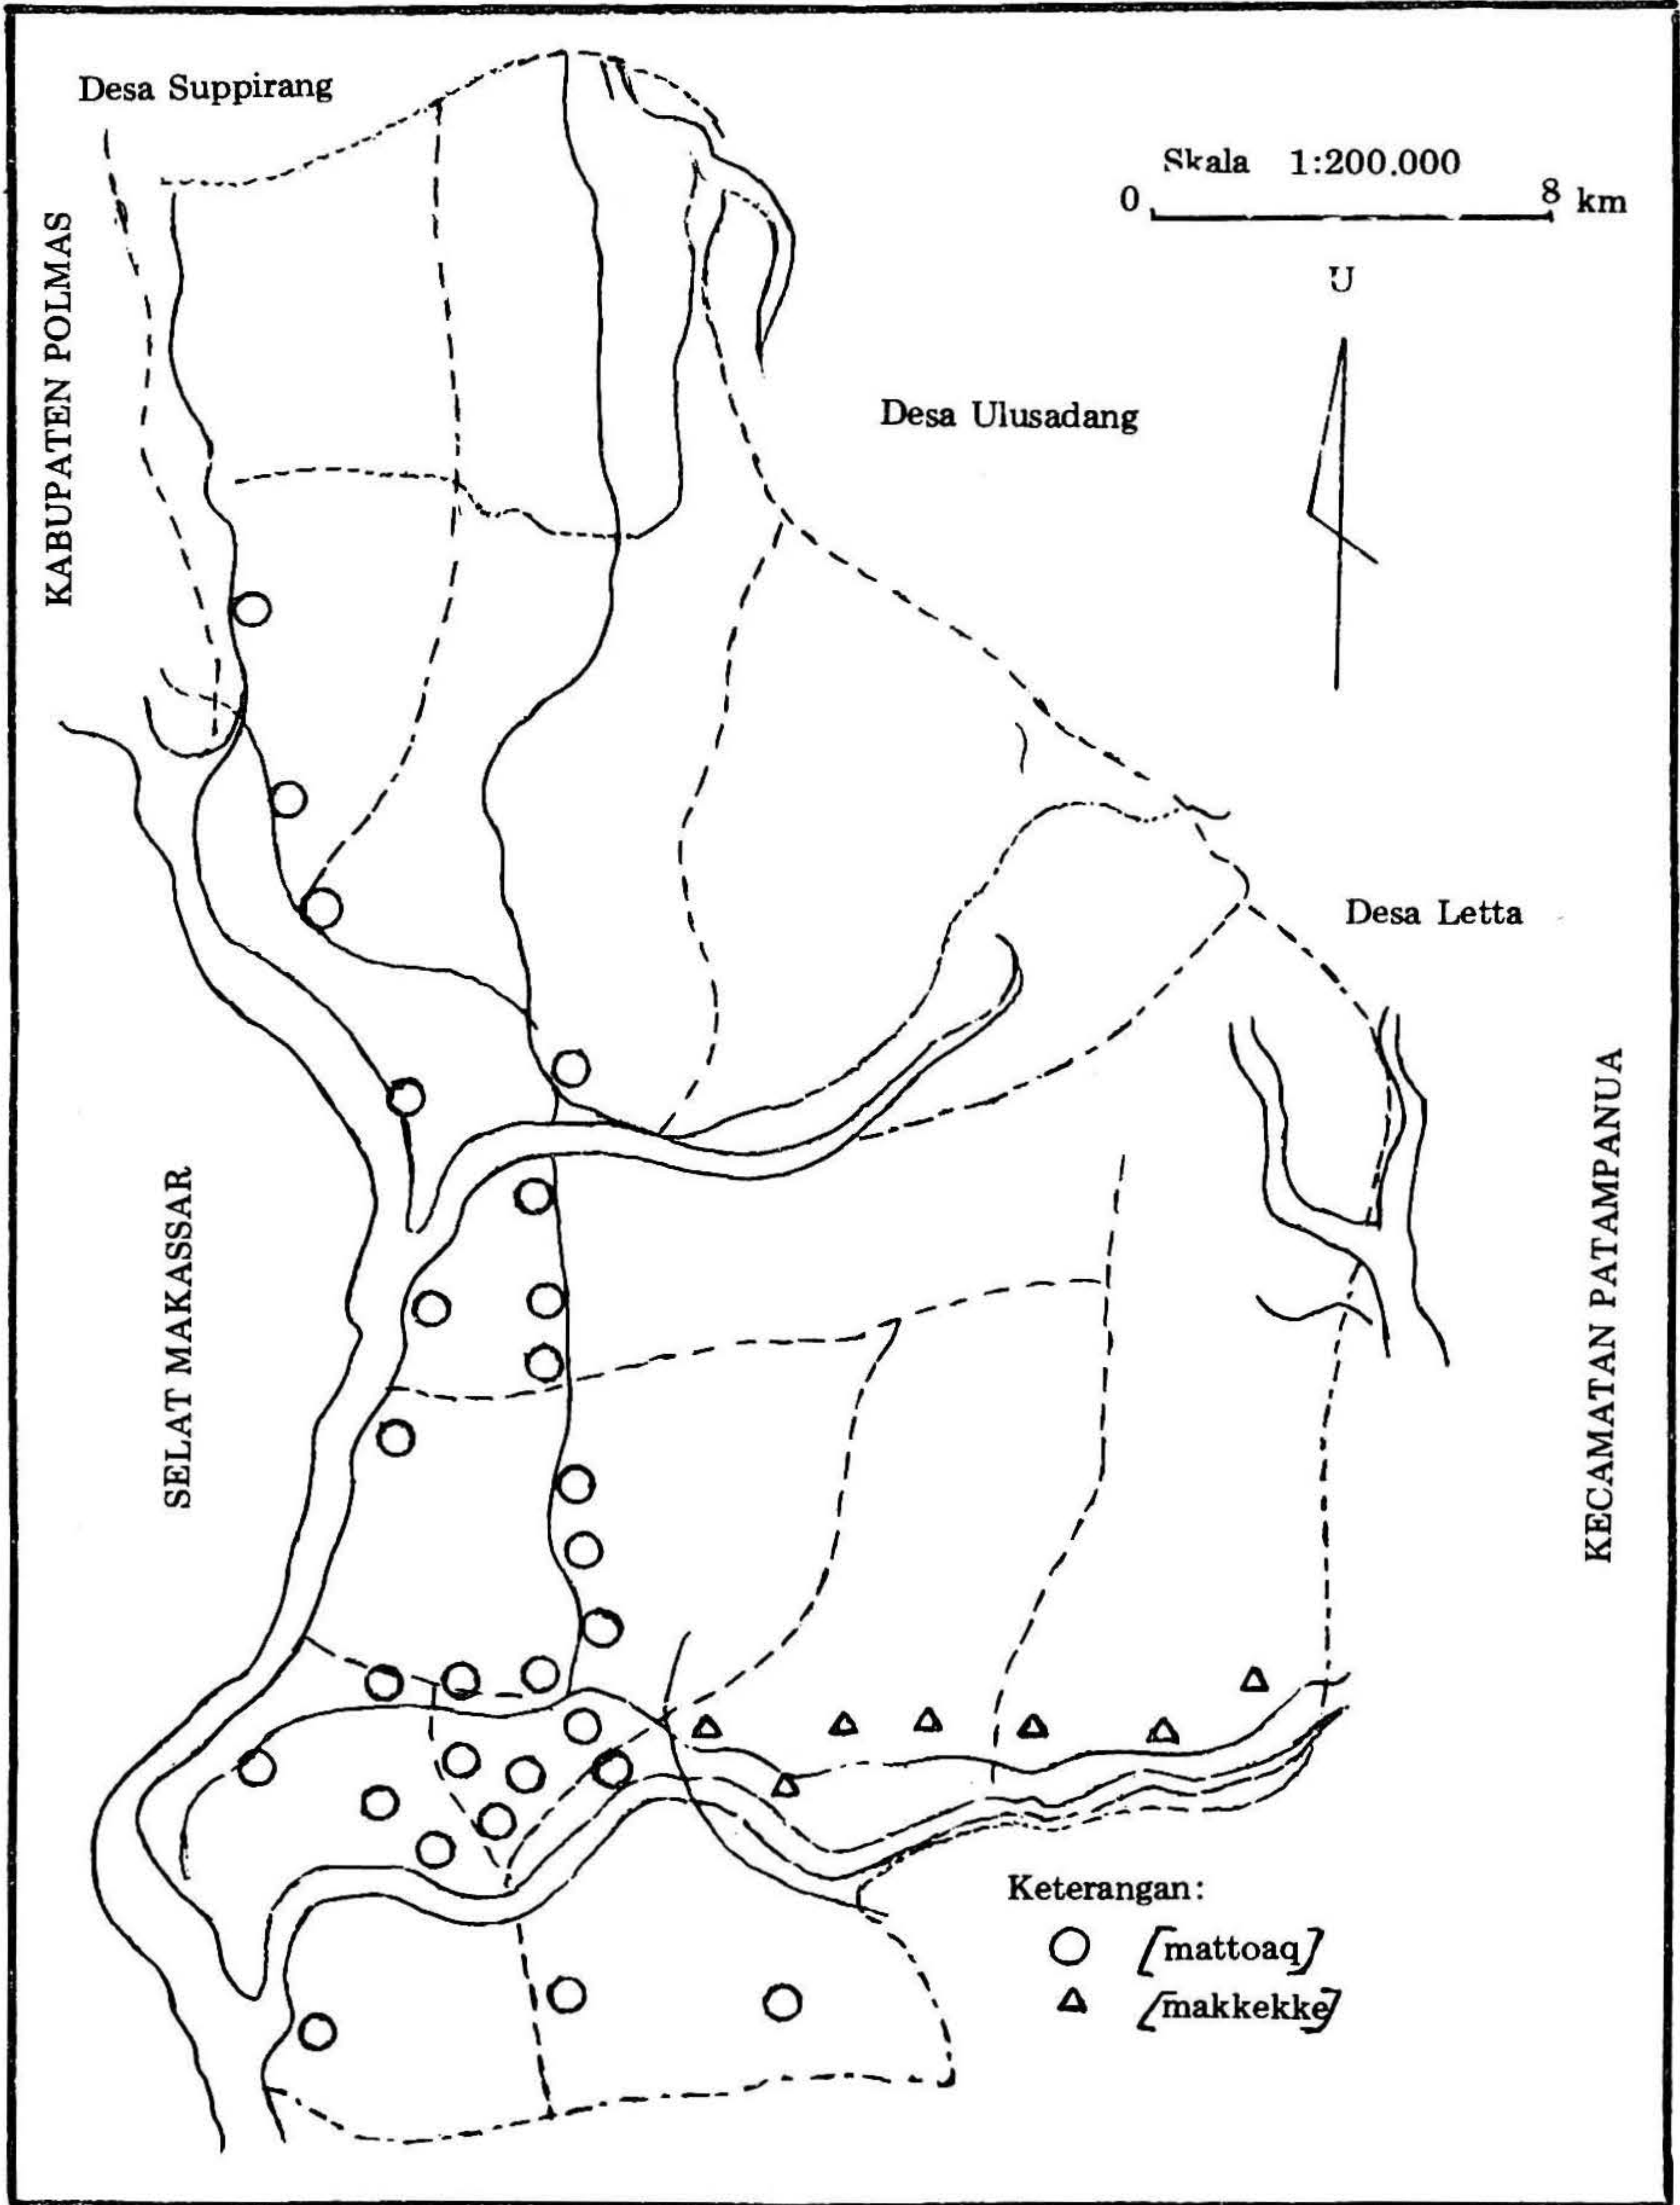 Desa Suppirang
Skala 1:200.000
0 8 km
U
KABUPATEN POLMAS
Desa Ulusadang
Desa Letta
SELAT MAKASSAR
KECAMATAN PATAMPANUA
Keterangan:
[mattoaq]
[makkekke]